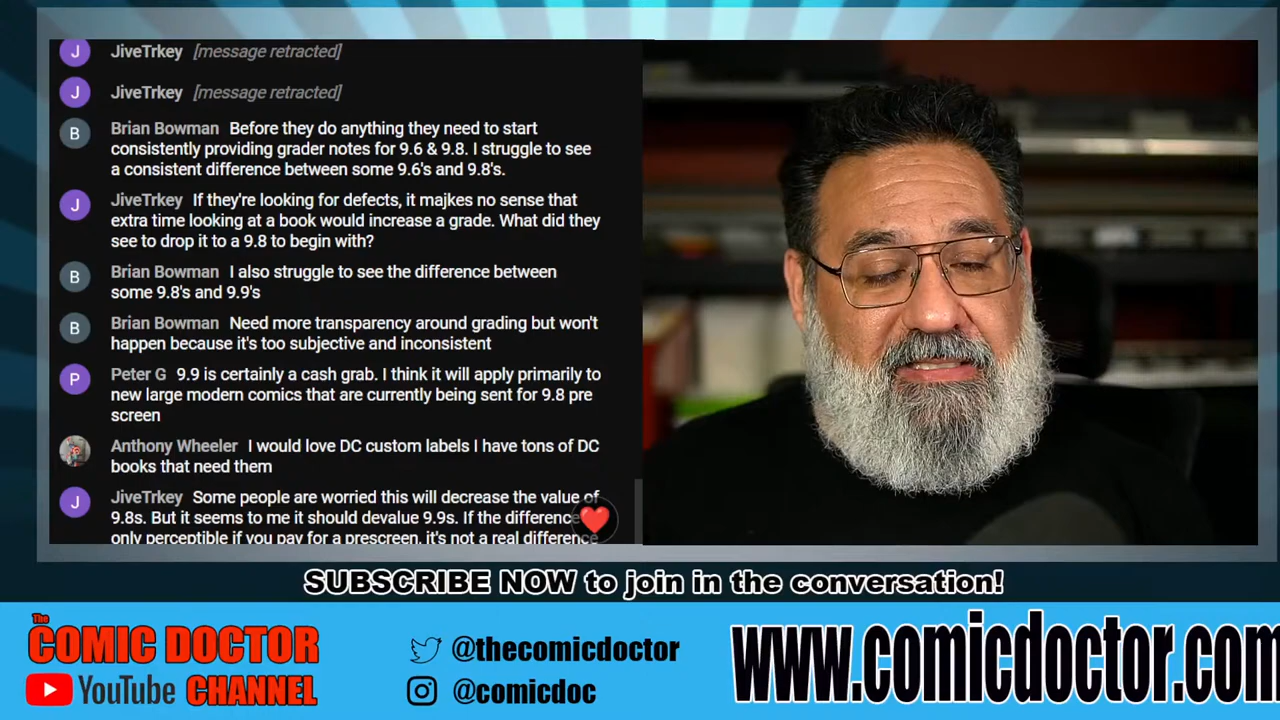 J JiveTrkey [message retracted]
J JiveTrkey [message retracted]
B Brian Bowman Before they do anything they need to start
consistently providing grader notes for 9.6 & 9.8. I struggle to see
a consistent difference between some 9.6's and 9.8's.
J JiveTrkey If they're looking for defects, it majkes no sense that
extra time looking at a book would increase a grade. What did they
see to drop it to a 9.8 to begin with?
B Brian Bowman I also struggle to see the difference between
some 9.8's and 9.9's
B Brian Bowman Need more transparency around grading but won't
happen because it's too subjective and inconsistent
P Peter G 9.9 is certainly a cash grab. I think it will apply primarily to
new large modern comics that are currently being sent for 9.8 pre
screen
Anthony Wheeler I would love DC custom labels I have tons of DC
books that need them
J JiveTrkey Some people are worried this will decrease the value of
9.8s. But it seems to me it should devalue 9.9s. If the difference
only perceptible if you pay for a prescreen, it's not a real difference
SUBSCRIBE NOW to join in the conversation!
The
COMIC DOCTOR
YouTube CHANNEL
@thecomicdoctor
@comicdoc
www.comicdoctor.com